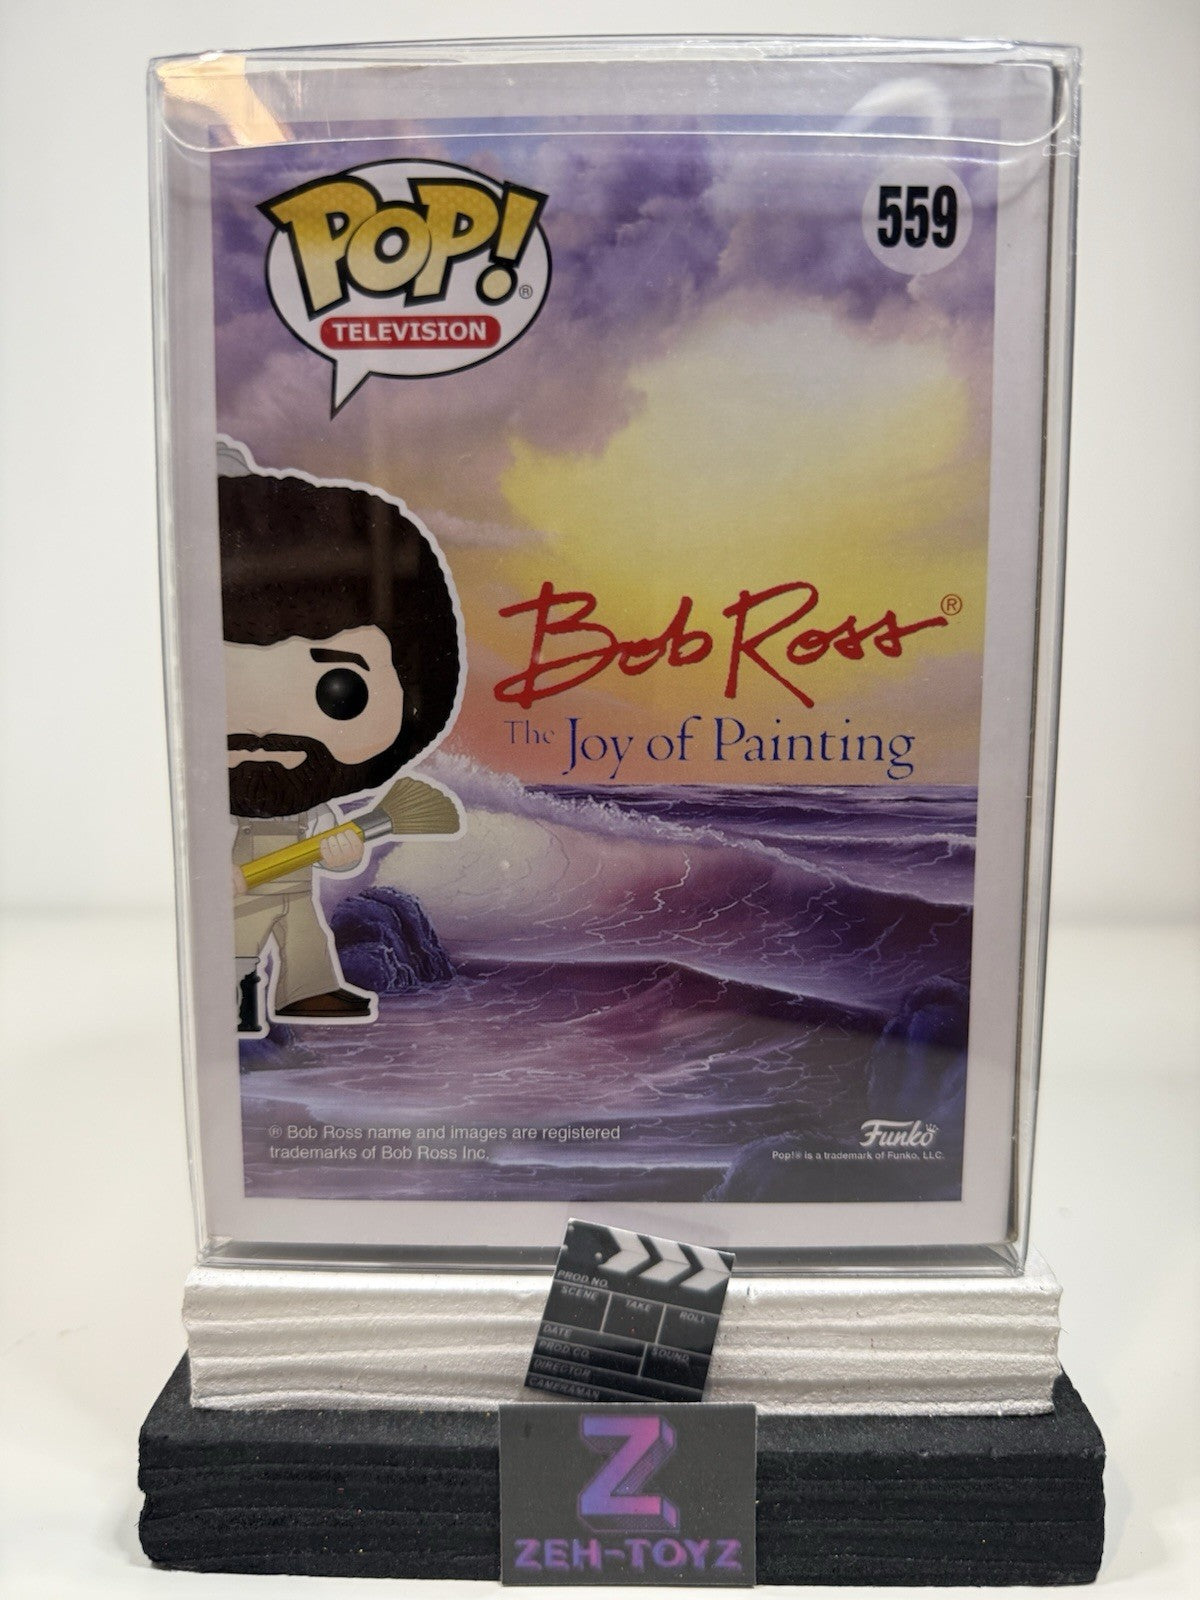 POP!®
TELEVISION
559
Bob Ross®
The Joy of Painting
® Bob Ross name and images are registered
trademarks of Bob Ross Inc.
Funko
Pop!® is a trademark of Funko, LLC.
PROD.NO.
SCENE TAKE ROLL
DATE
PROD.CO. SOUND
DIRECTOR
CAMERAMAN
Z
ZEH-TOYZ